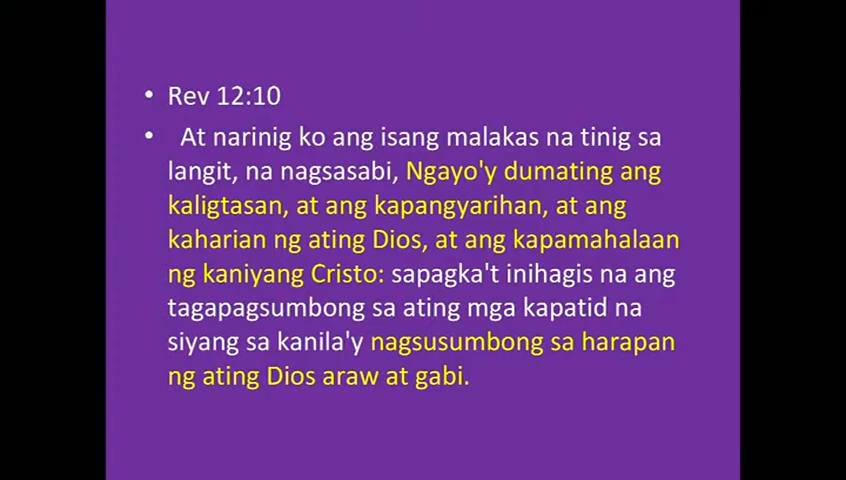 • Rev 12:10
• At narinig ko ang isang malakas na tinig sa
langit, na nagsasabi, Ngayo'y dumating ang
kaligtasan, at ang kapangyarihan, at ang
kaharian ng ating Dios, at ang kapamahalaan
ng kaniyang Cristo: sapagka't inihagis na ang
tagapagsumbong sa ating mga kapatid na
siyang sa kanila'y nagsusumbong sa harapan
ng ating Dios araw at gabi.